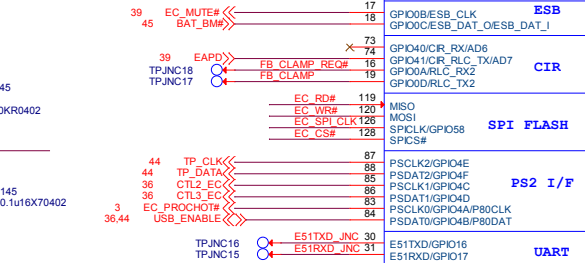 39 EC_MUTE# 17 GPIO0B/ESB_CLK ESB
45 BAT_BM# 18 GPIO0C/ESB_DAT_O/ESB_DAT_I
73 GPIO40/CIR_RX/AD6
39 EAPD 74 GPIO41/CIR_RLC_TX/AD7 CIR
TPJNC18 FB_CLAMP_REQ# 16 GPIO0A/RLC_RX2
TPJNC17 FB_CLAMP 19 GPIO0D/RLC_TX2
45
EC_RD# 119 MISO
0KR0402 EC_WR# 120 MOSI
EC_SPI_CLK 126 SPICLK/GPIO58 SPI FLASH
EC_CS# 128 SPICS#
44 TP_CLK 87 PSCLK2/GPIO4E
44 TP_DATA 88 PSDAT2/GPIO4F
36 CTL2_EC 85 PSCLK1/GPIO4C PS2 I/F
145 36 CTL3_EC 86 PSDAT1/GPIO4D
0.1u16X70402 3 EC_PROCHOT# 83 PSCLK0/GPIO4A/P80CLK
36,44 USB_ENABLE 84 PSDAT0/GPIO4B/P80DAT
TPJNC16 E51TXD_JNC 30 E51TXD/GPIO16
TPJNC15 E51RXD_JNC 31 E51RXD/GPIO17 UART